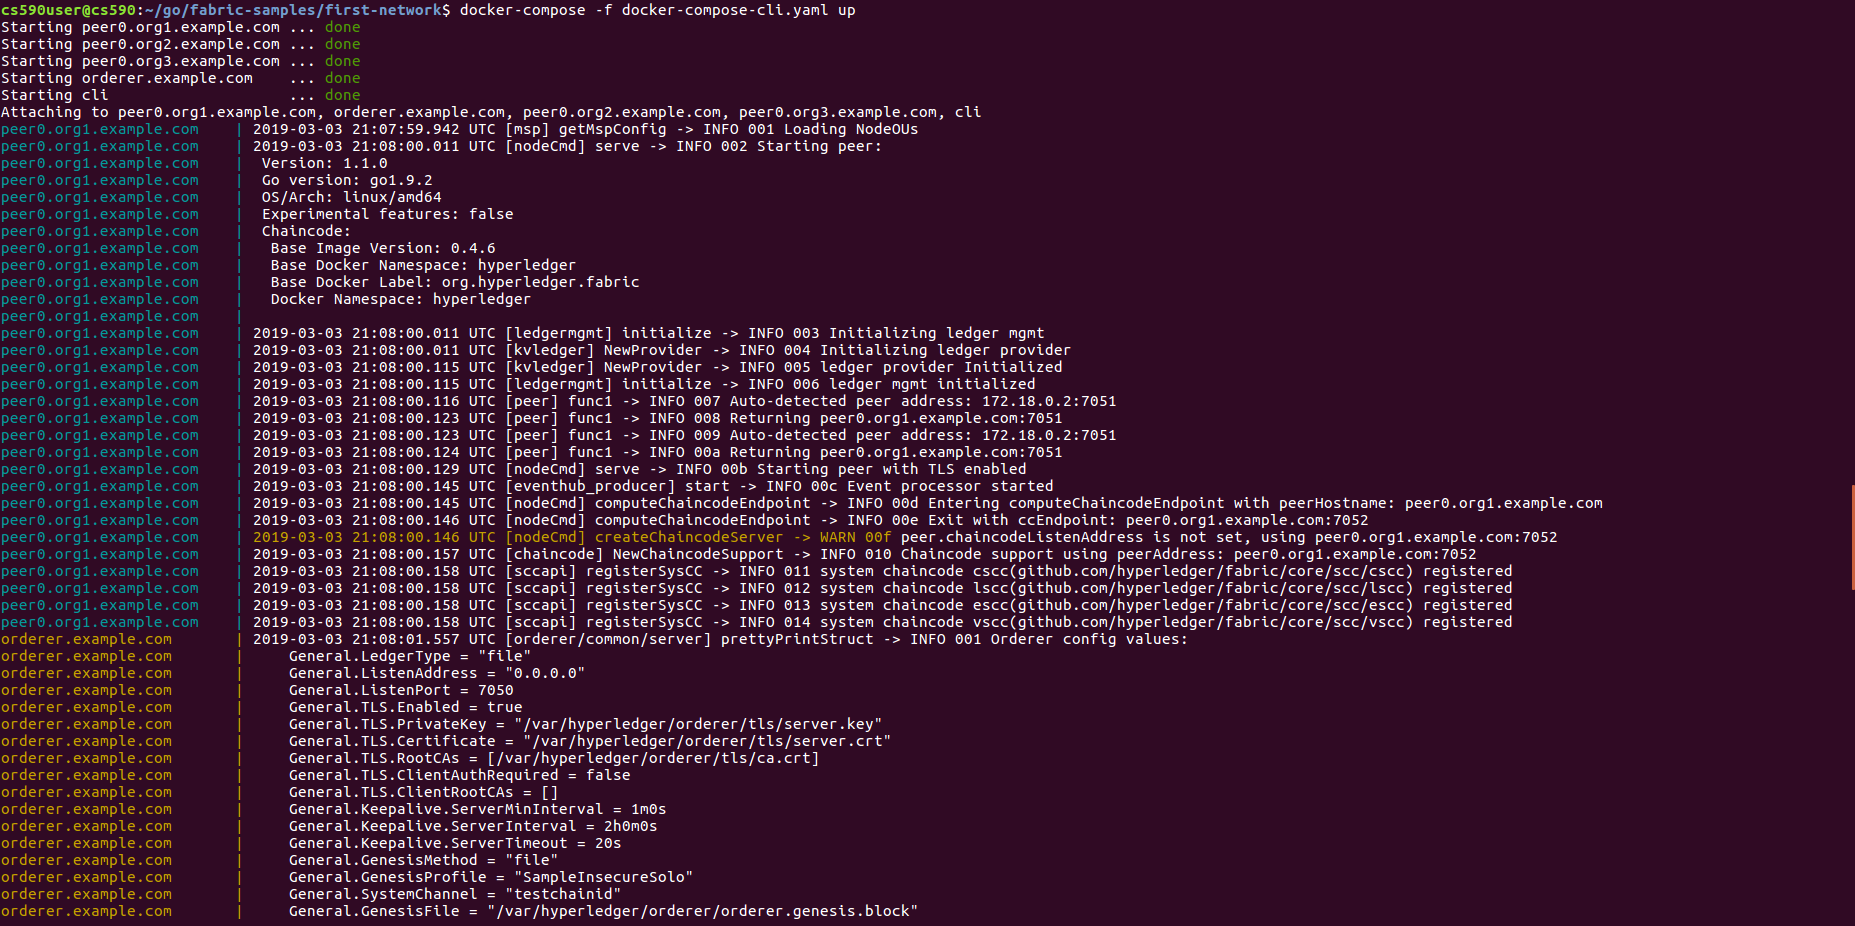 cs590user@cs590:~/go/fabric-samples/first-network$ docker-compose -f docker-compose-cli.yaml up
Starting peer0.org1.example.com ... done
Starting peer0.org2.example.com ... done
Starting peer0.org3.example.com ... done
Starting orderer.example.com    ... done
Starting cli                    ... done
Attaching to peer0.org1.example.com, orderer.example.com, peer0.org2.example.com, peer0.org3.example.com, cli
peer0.org1.example.com    | 2019-03-03 21:07:59.942 UTC [msp] getMspConfig -> INFO 001 Loading NodeOUs
peer0.org1.example.com    | 2019-03-03 21:08:00.011 UTC [nodeCmd] serve -> INFO 002 Starting peer:
peer0.org1.example.com    |  Version: 1.1.0
peer0.org1.example.com    |  Go version: go1.9.2
peer0.org1.example.com    |  OS/Arch: linux/amd64
peer0.org1.example.com    |  Experimental features: false
peer0.org1.example.com    |  Chaincode:
peer0.org1.example.com    |   Base Image Version: 0.4.6
peer0.org1.example.com    |   Base Docker Namespace: hyperledger
peer0.org1.example.com    |   Base Docker Label: org.hyperledger.fabric
peer0.org1.example.com    |   Docker Namespace: hyperledger
peer0.org1.example.com    |
peer0.org1.example.com    | 2019-03-03 21:08:00.011 UTC [ledgermgmt] initialize -> INFO 003 Initializing ledger mgmt
peer0.org1.example.com    | 2019-03-03 21:08:00.011 UTC [kvledger] NewProvider -> INFO 004 Initializing ledger provider
peer0.org1.example.com    | 2019-03-03 21:08:00.115 UTC [kvledger] NewProvider -> INFO 005 ledger provider Initialized
peer0.org1.example.com    | 2019-03-03 21:08:00.115 UTC [ledgermgmt] initialize -> INFO 006 ledger mgmt initialized
peer0.org1.example.com    | 2019-03-03 21:08:00.116 UTC [peer] func1 -> INFO 007 Auto-detected peer address: 172.18.0.2:7051
peer0.org1.example.com    | 2019-03-03 21:08:00.123 UTC [peer] func1 -> INFO 008 Returning peer0.org1.example.com:7051
peer0.org1.example.com    | 2019-03-03 21:08:00.123 UTC [peer] func1 -> INFO 009 Auto-detected peer address: 172.18.0.2:7051
peer0.org1.example.com    | 2019-03-03 21:08:00.124 UTC [peer] func1 -> INFO 00a Returning peer0.org1.example.com:7051
peer0.org1.example.com    | 2019-03-03 21:08:00.129 UTC [nodeCmd] serve -> INFO 00b Starting peer with TLS enabled
peer0.org1.example.com    | 2019-03-03 21:08:00.145 UTC [eventhub_producer] start -> INFO 00c Event processor started
peer0.org1.example.com    | 2019-03-03 21:08:00.145 UTC [nodeCmd] computeChaincodeEndpoint -> INFO 00d Entering computeChaincodeEndpoint with peerHostname: peer0.org1.example.com
peer0.org1.example.com    | 2019-03-03 21:08:00.146 UTC [nodeCmd] computeChaincodeEndpoint -> INFO 00e Exit with ccEndpoint: peer0.org1.example.com:7052
peer0.org1.example.com    | 2019-03-03 21:08:00.146 UTC [nodeCmd] createChaincodeServer -> WARN 00f peer.chaincodeListenAddress is not set, using peer0.org1.example.com:7052
peer0.org1.example.com    | 2019-03-03 21:08:00.157 UTC [chaincode] NewChaincodeSupport -> INFO 010 Chaincode support using peerAddress: peer0.org1.example.com:7052
peer0.org1.example.com    | 2019-03-03 21:08:00.158 UTC [sccapi] registerSysCC -> INFO 011 system chaincode cscc(github.com/hyperledger/fabric/core/scc/cscc) registered
peer0.org1.example.com    | 2019-03-03 21:08:00.158 UTC [sccapi] registerSysCC -> INFO 012 system chaincode lscc(github.com/hyperledger/fabric/core/scc/lscc) registered
peer0.org1.example.com    | 2019-03-03 21:08:00.158 UTC [sccapi] registerSysCC -> INFO 013 system chaincode escc(github.com/hyperledger/fabric/core/scc/escc) registered
peer0.org1.example.com    | 2019-03-03 21:08:00.158 UTC [sccapi] registerSysCC -> INFO 014 system chaincode vscc(github.com/hyperledger/fabric/core/scc/vscc) registered
orderer.example.com       | 2019-03-03 21:08:01.557 UTC [orderer/common/server] prettyPrintStruct -> INFO 001 Orderer config values:
orderer.example.com       |     General.LedgerType = "file"
orderer.example.com       |     General.ListenAddress = "0.0.0.0"
orderer.example.com       |     General.ListenPort = 7050
orderer.example.com       |     General.TLS.Enabled = true
orderer.example.com       |     General.TLS.PrivateKey = "/var/hyperledger/orderer/tls/server.key"
orderer.example.com       |     General.TLS.Certificate = "/var/hyperledger/orderer/tls/server.crt"
orderer.example.com       |     General.TLS.RootCAs = [/var/hyperledger/orderer/tls/ca.crt]
orderer.example.com       |     General.TLS.ClientAuthRequired = false
orderer.example.com       |     General.TLS.ClientRootCAs = []
orderer.example.com       |     General.Keepalive.ServerMinInterval = 1m0s
orderer.example.com       |     General.Keepalive.ServerInterval = 2h0m0s
orderer.example.com       |     General.Keepalive.ServerTimeout = 20s
orderer.example.com       |     General.GenesisMethod = "file"
orderer.example.com       |     General.GenesisProfile = "SampleInsecureSolo"
orderer.example.com       |     General.SystemChannel = "testchainid"
orderer.example.com       |     General.GenesisFile = "/var/hyperledger/orderer/orderer.genesis.block"